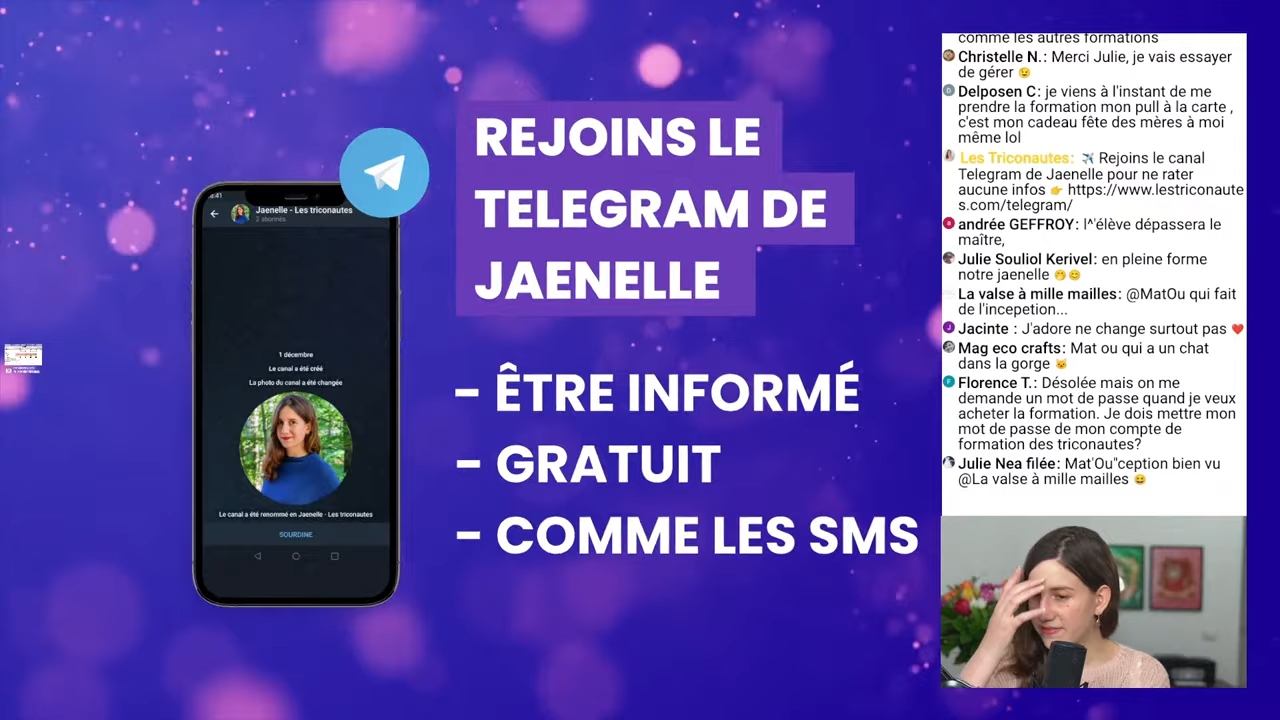 REJOINS LE
TELEGRAM DE
JAENELLE
- ÊTRE INFORMÉ
- GRATUIT
- COMME LES SMS
Jaenelle - Les triconautes
2 abonnés
1 décembre
Le canal a été créé
La photo du canal a été changée
Le canal a été renommé en Jaenelle - Les triconautes
SOURDINE
comme les autres formations
Christelle N.: Merci Julie, je vais essayer
de gérer 😉
Delposen C: je viens à l'instant de me
prendre la formation mon pull à la carte ,
c'est mon cadeau fête des mères à moi
même lol
Les Triconautes: ✈️ Rejoins le canal
Telegram de Jaenelle pour ne rater
aucune infos 👉 https://www.lestriconaute
s.com/telegram/
andrée GEFFROY: l^'élève dépassera le
maître,
Julie Souliol Kerivel: en pleine forme
notre jaenelle 🤭😊
La valse à mille mailles: @MatOu qui fait
de l'incepetion...
Jacinte : J'adore ne change surtout pas ❤️
Mag eco crafts: Mat ou qui a un chat
dans la gorge 🐱
Florence T.: Désolée mais on me
demande un mot de passe quand je veux
acheter la formation. Je dois mettre mon
mot de passe de mon compte de
formation des triconautes?
Julie Nea filée: Mat'Ou"ception bien vu
@La valse à mille mailles 😆